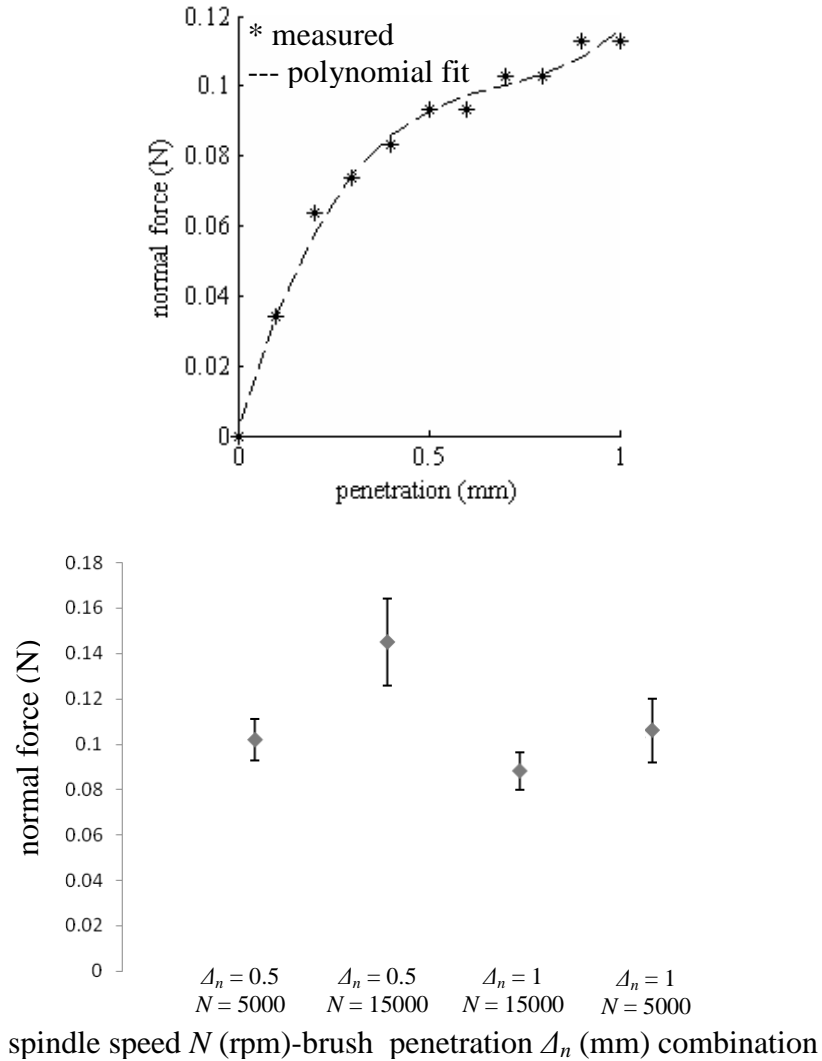 0.12
* measured
--- polynomial fit
0.1
0.08
0.06
0.04
0.02
0
normal force (N)
0 0.5 1
penetration (mm)
0.18
0.16
0.14
0.12
0.1
0.08
0.06
0.04
0.02
0
normal force (N)
Δn = 0.5 Δn = 0.5 Δn = 1 Δn = 1
N = 5000 N = 15000 N = 15000 N = 5000
spindle speed N (rpm)-brush penetration Δn (mm) combination